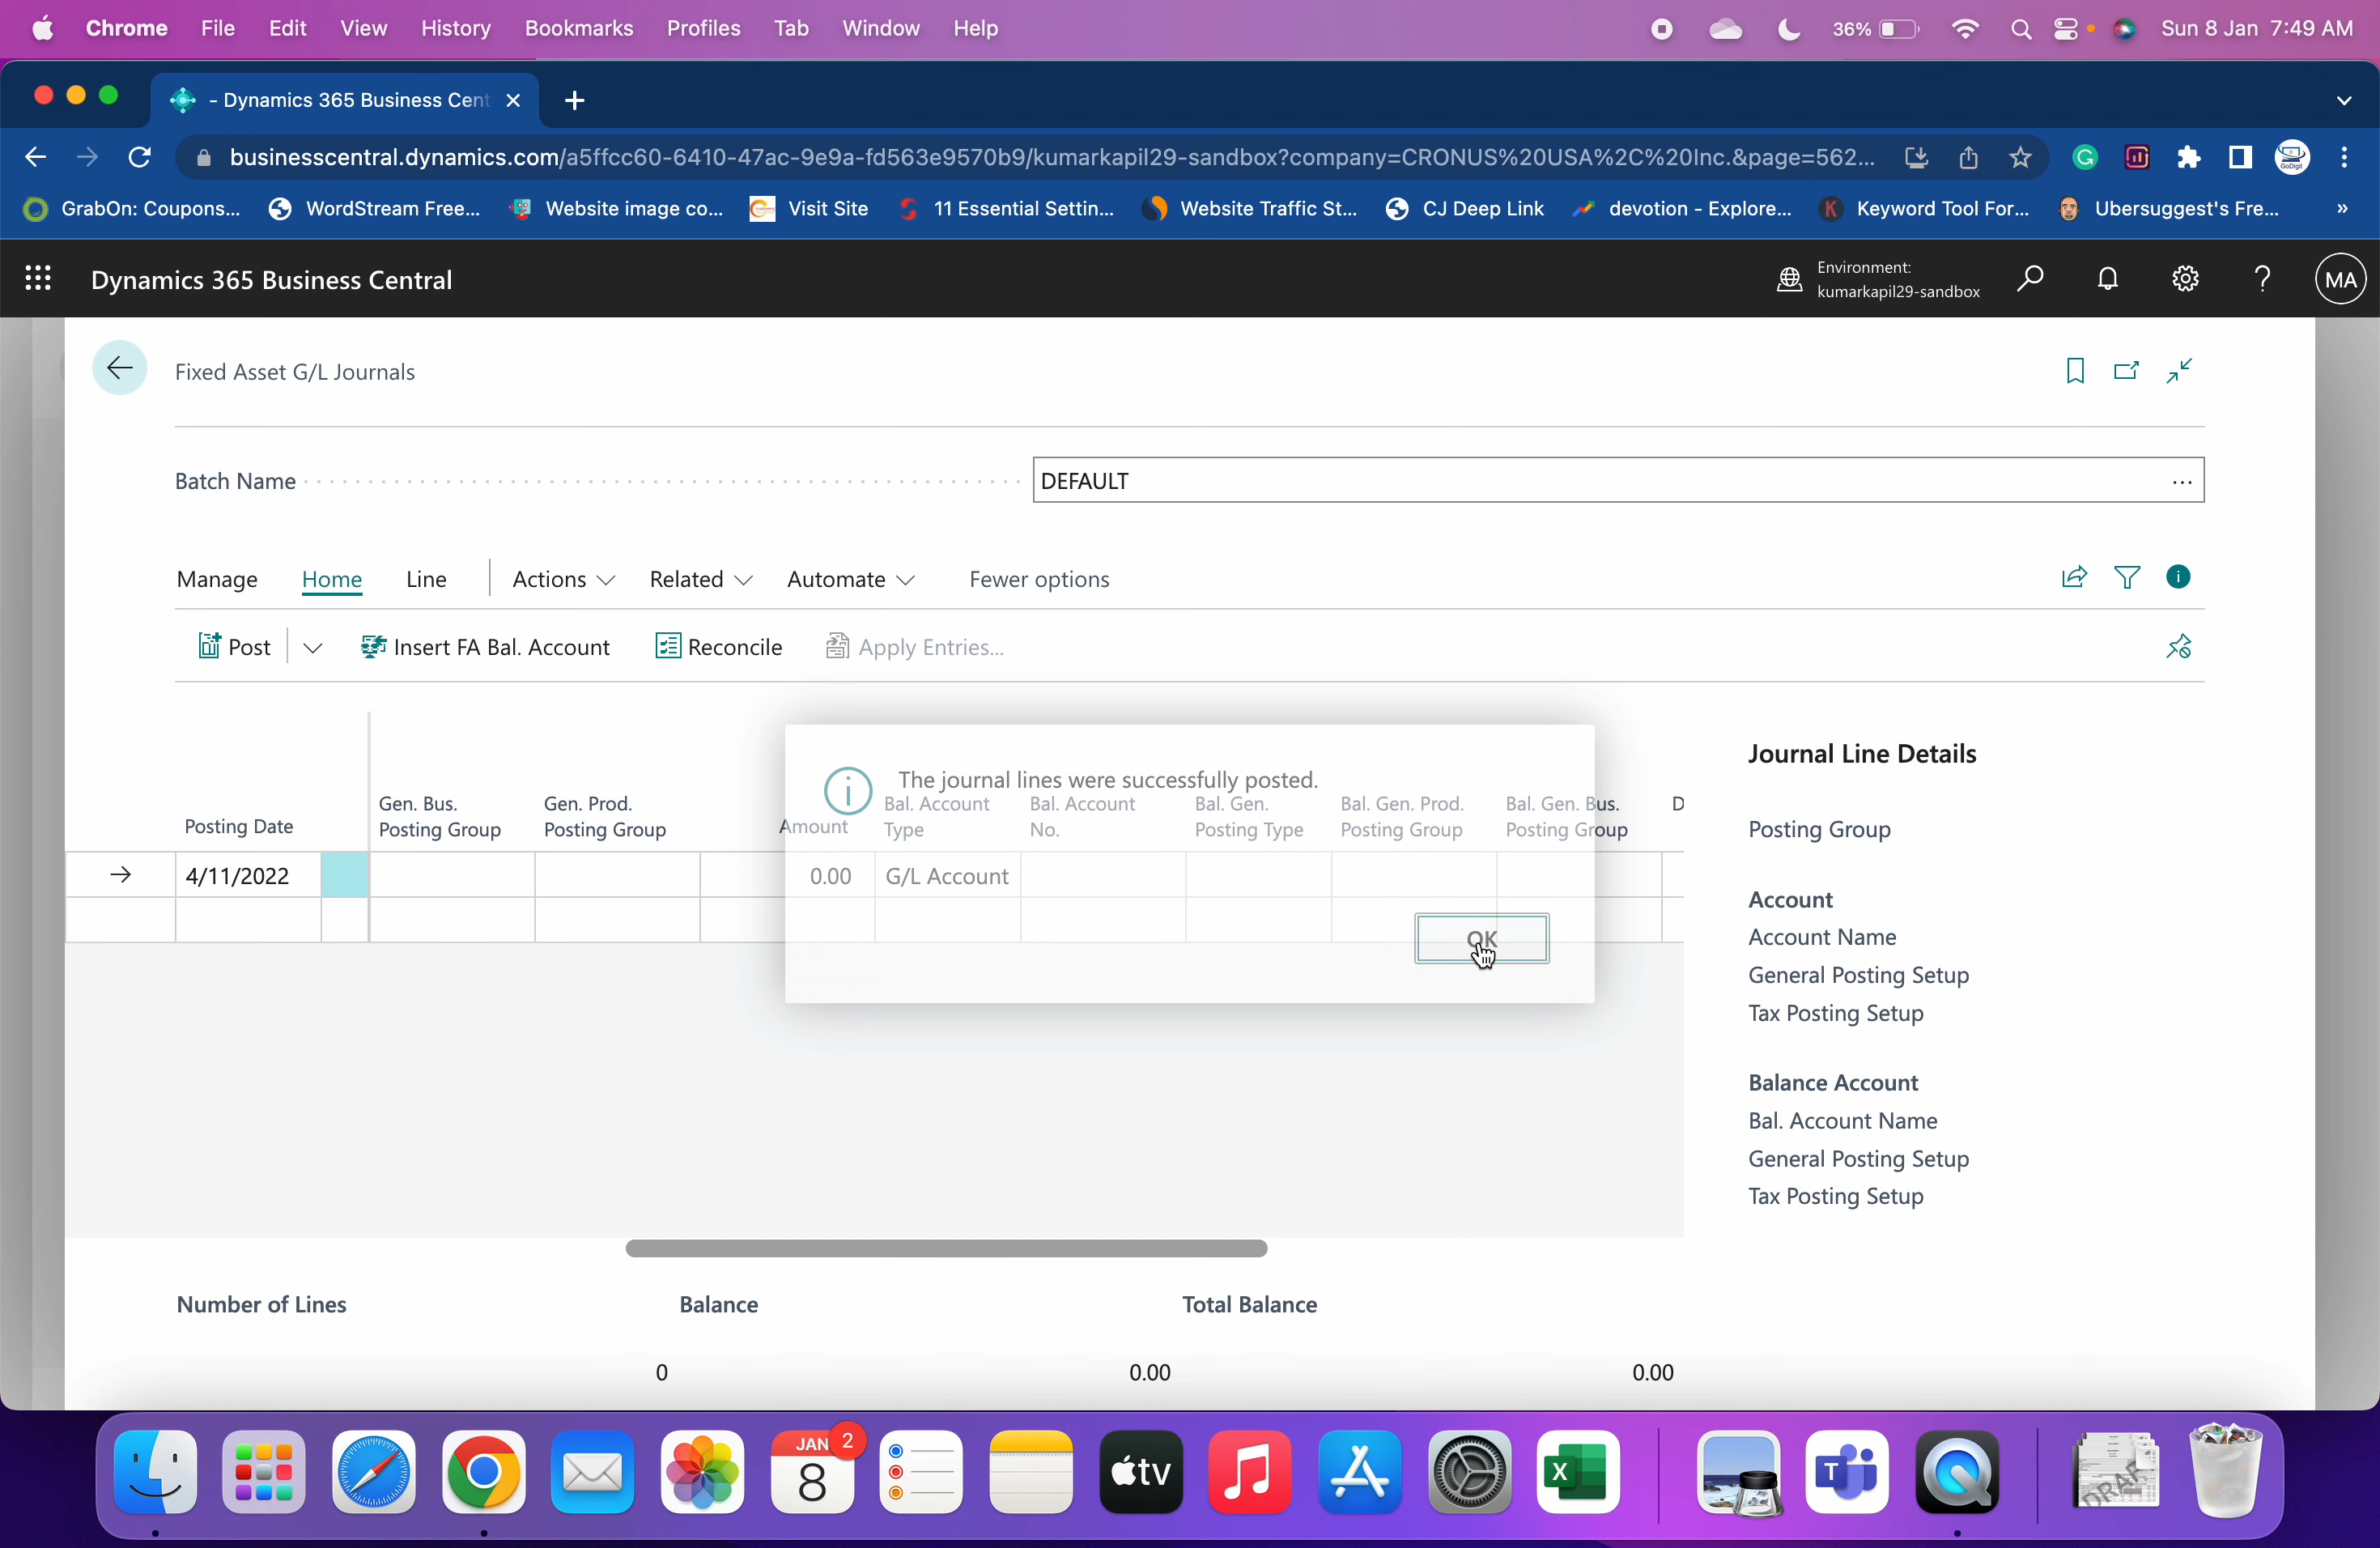 Chrome File Edit View History Bookmarks Profiles Tab Window Help 36% Sun 8 Jan 7:49 AM
- Dynamics 365 Business Cent
businesscentral.dynamics.com/a5ffcc60-6410-47ac-9e9a-fd563e9570b9/kumarkapil29-sandbox?company=CRONUS%20USA%2C%20Inc.&page=562...
GrabOn: Coupons... WordStream Free... Website image co... Visit Site 11 Essential Settin... Website Traffic St... CJ Deep Link devotion - Explore... Keyword Tool For... Ubersuggest's Fre... »
Dynamics 365 Business Central
Environment:
kumarkapil29-sandbox
?
MA
Fixed Asset G/L Journals
Batch Name DEFAULT ...
Manage Home Line Actions Related Automate Fewer options
Post Insert FA Bal. Account Reconcile Apply Entries...
The journal lines were successfully posted.
OK
Posting Date
Gen. Bus.
Posting Group
Gen. Prod.
Posting Group
Amount
Bal. Account
Type
Bal. Account
No.
Bal. Gen.
Posting Type
Bal. Gen. Prod.
Posting Group
Bal. Gen. Bus.
Posting Group
D
4/11/2022 0.00 G/L Account
Journal Line Details
Posting Group
Account
Account Name
General Posting Setup
Tax Posting Setup
Balance Account
Bal. Account Name
General Posting Setup
Tax Posting Setup
Number of Lines Balance Total Balance
0 0.00 0.00
JAN 2
8
tv
X
T
DRAF